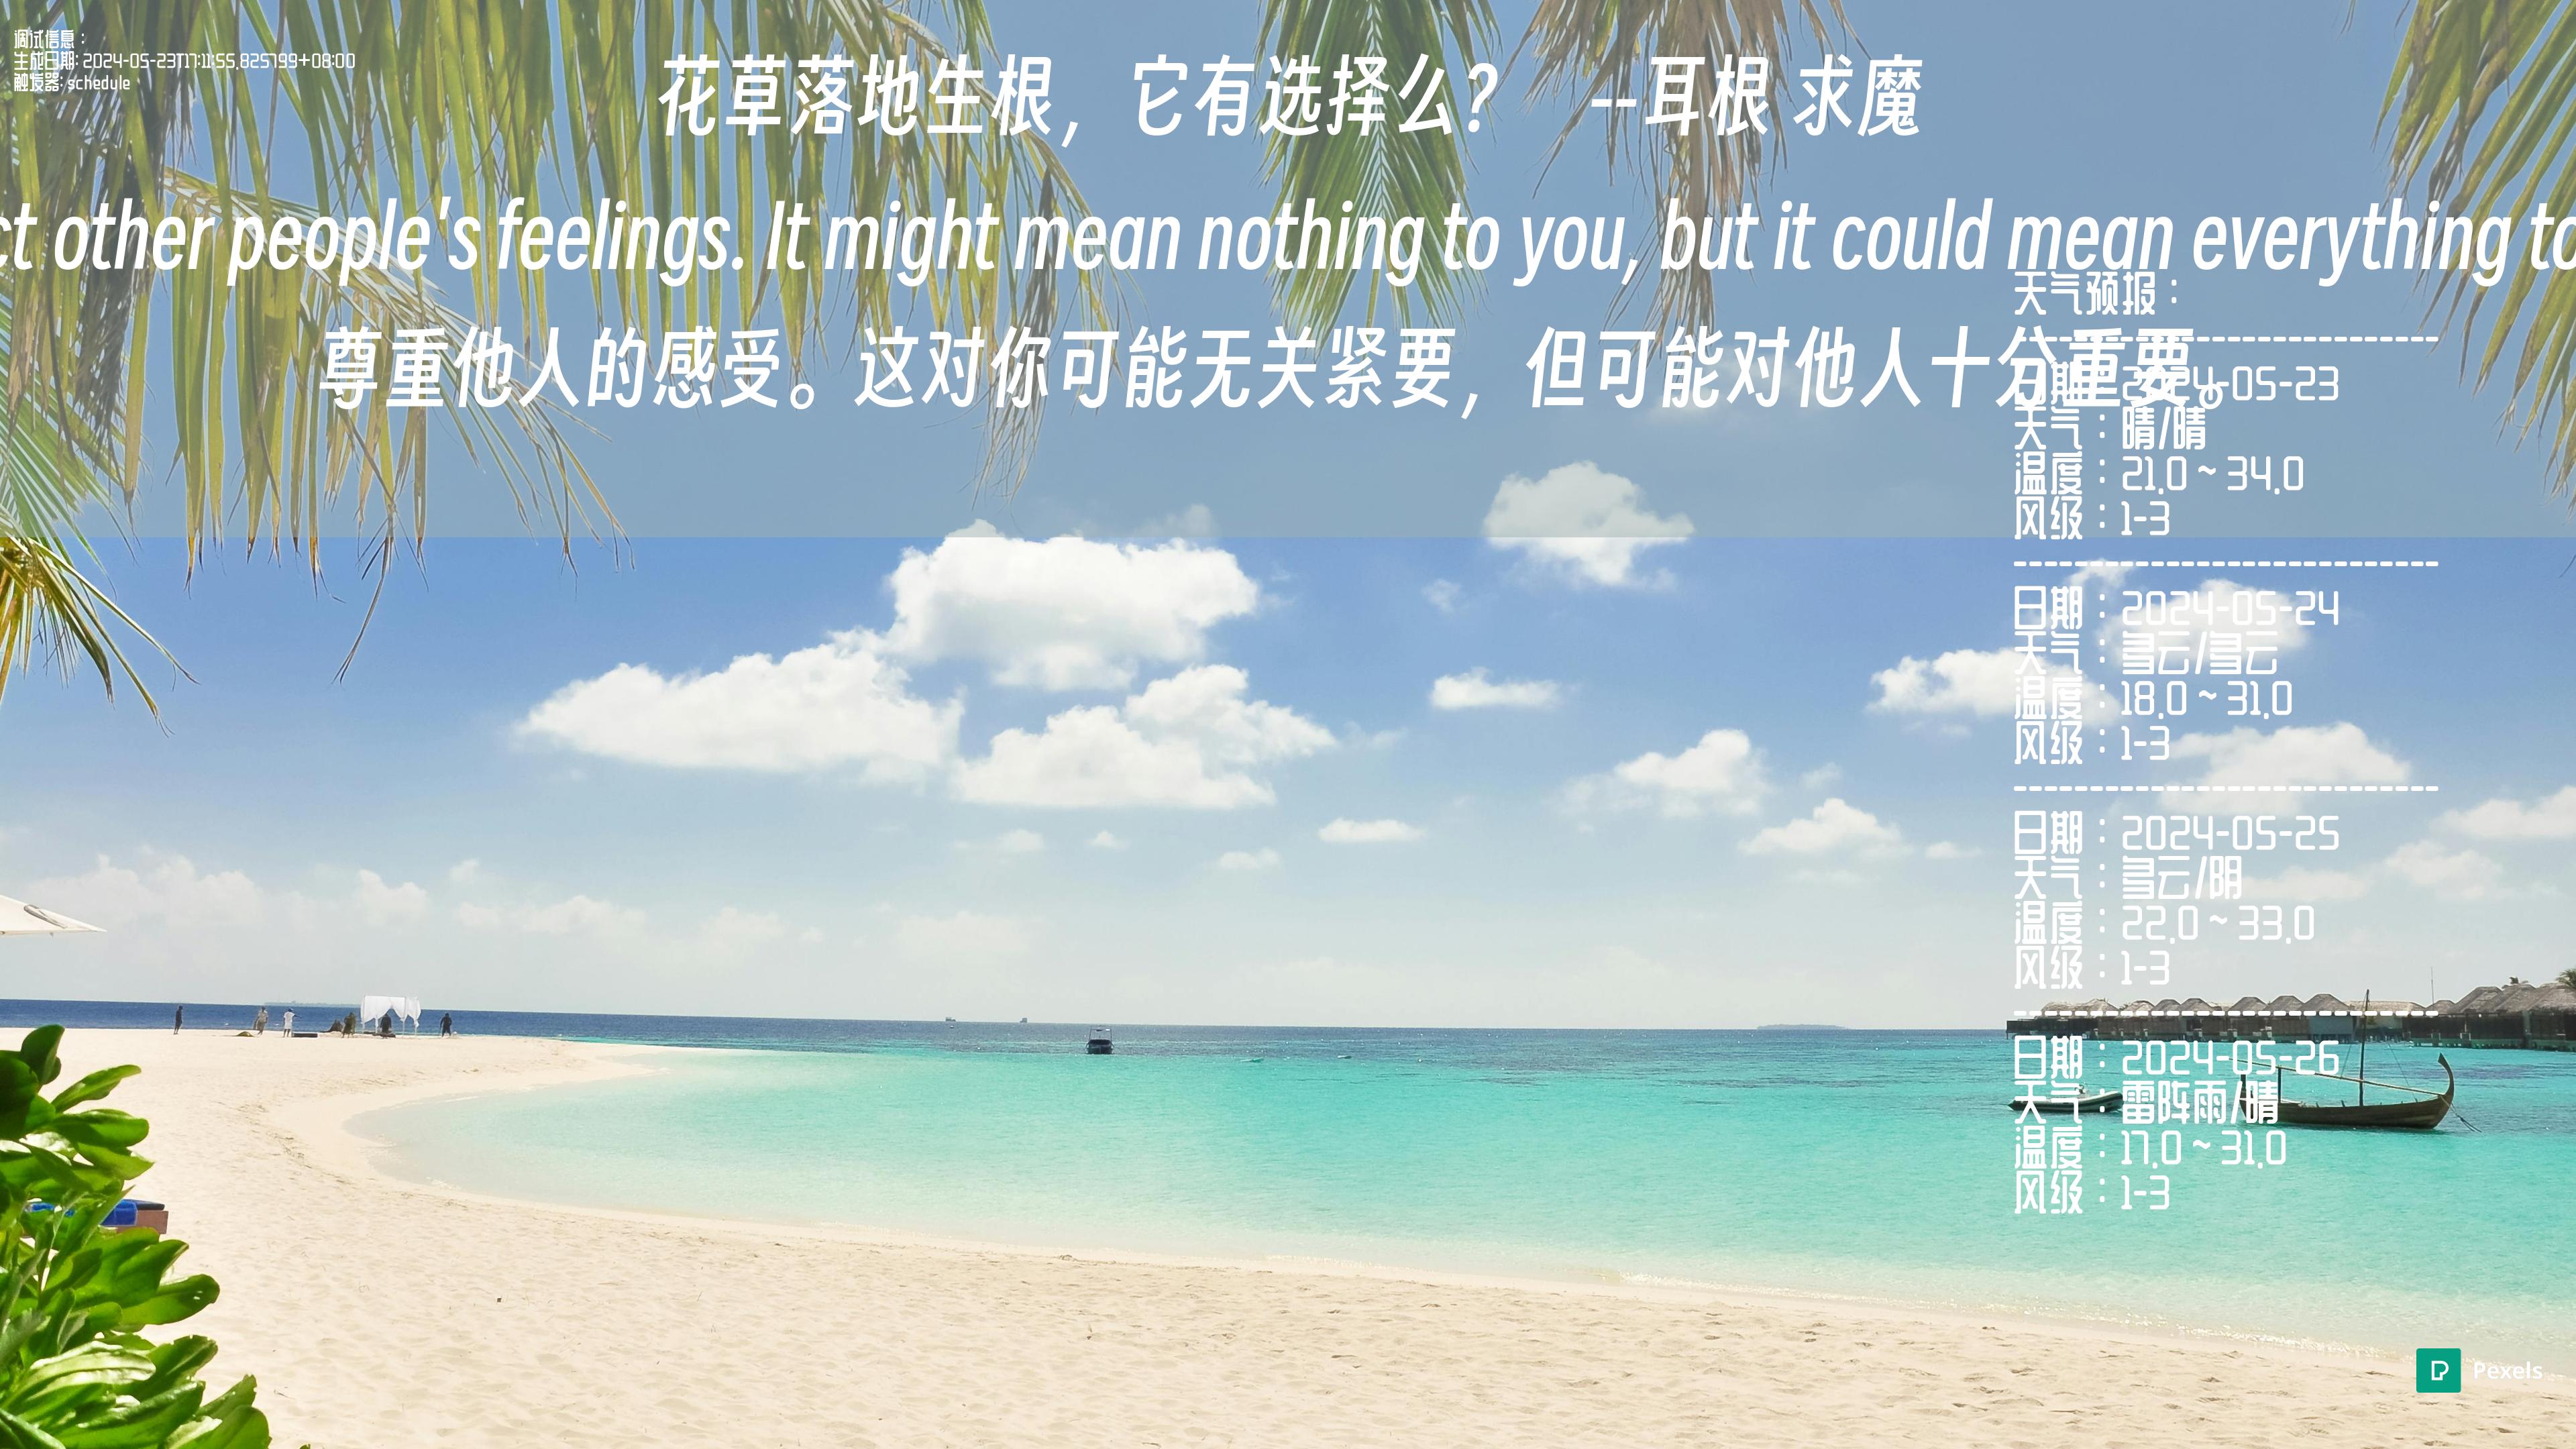 调试信息：
生成日期: 2024-05-23T17:11:55.825799+08:00
触发器: schedule
花草落地生根，它有选择么？ --耳根 求魔
ct other people's feelings. It might mean nothing to you, but it could mean everything to
尊重他人的感受。这对你可能无关紧要，但可能对他人十分重要。
天气预报：
----------------------------
日期：2024-05-23
天气：晴/晴
温度：21.0 ~ 34.0
风级：1-3
----------------------------
日期：2024-05-24
天气：多云/多云
温度：18.0 ~ 31.0
风级：1-3
----------------------------
日期：2024-05-25
天气：多云/阴
温度：22.0 ~ 33.0
风级：1-3
----------------------------
日期：2024-05-26
天气：雷阵雨/晴
温度：17.0 ~ 31.0
风级：1-3
Pexels